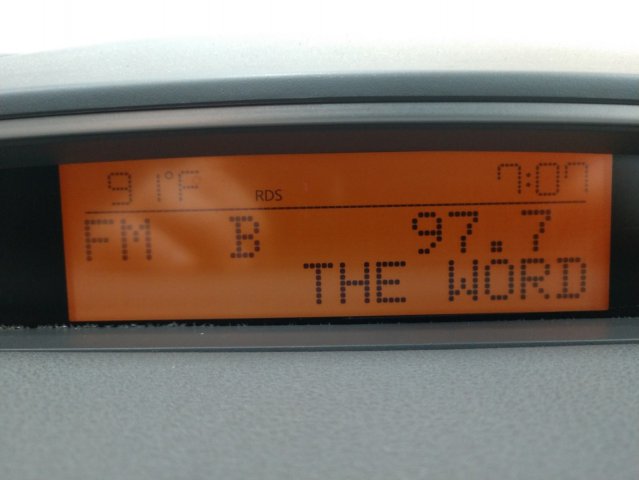 91°F RDS 7:07
FM B 97.7
THE WORD